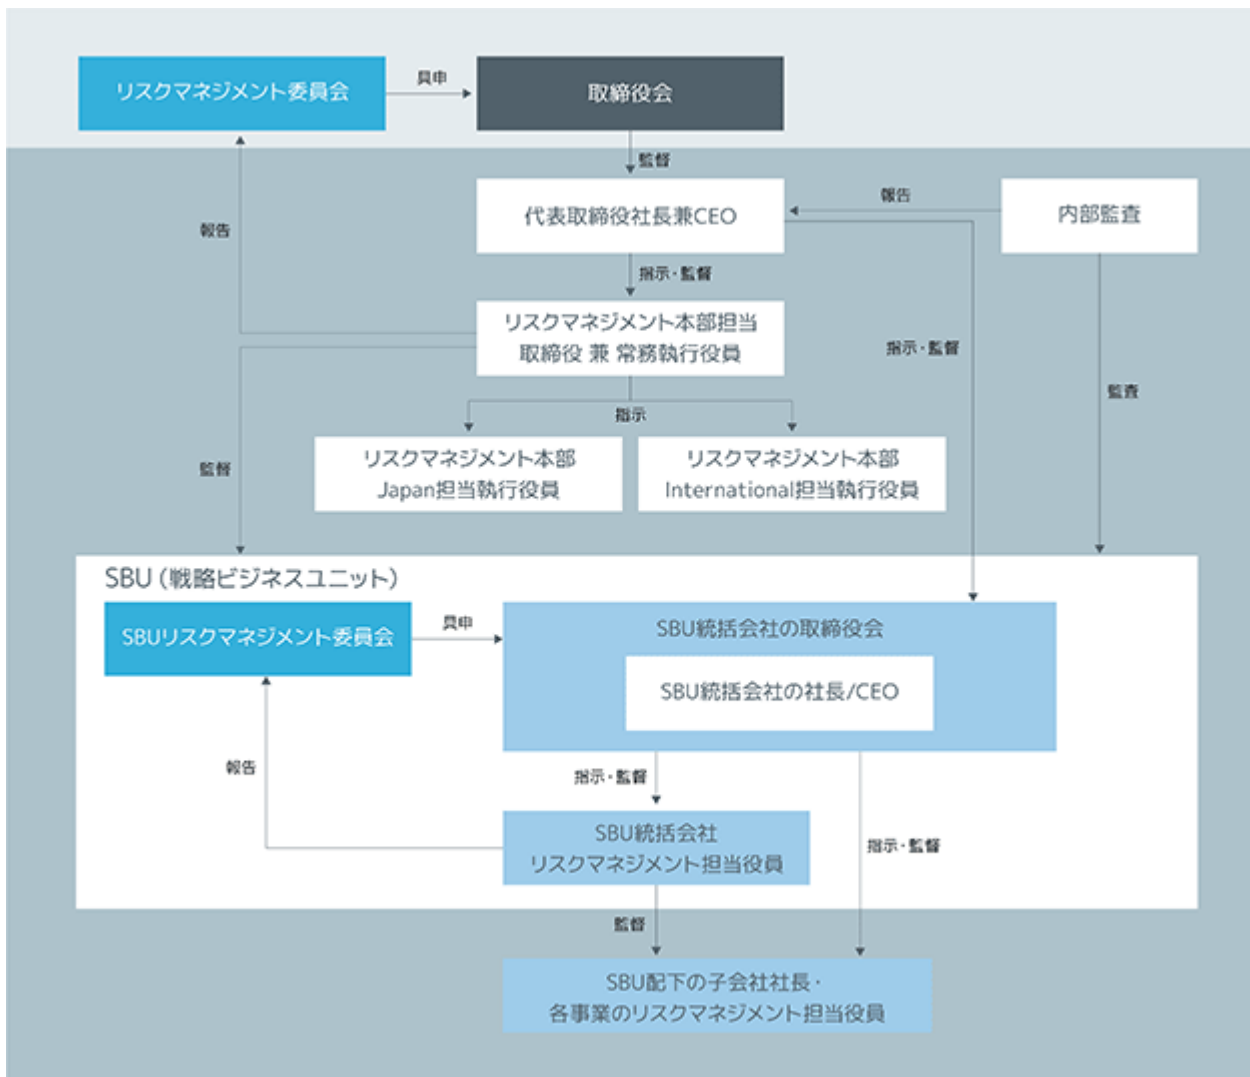 リスクマネジメント委員会
具申
取締役会
監督
代表取締役社長兼CEO
報告
内部監査
報告
指示・監督
リスクマネジメント本部担当
取締役 兼 常務執行役員
指示・監督
監査
指示
監督
リスクマネジメント本部
Japan担当執行役員
リスクマネジメント本部
International担当執行役員
SBU（戦略ビジネスユニット）
SBUリスクマネジメント委員会
具申
SBU統括会社の取締役会
SBU統括会社の社長/CEO
報告
指示・監督
SBU統括会社
リスクマネジメント担当役員
指示・監督
監督
SBU配下の子会社社長・
各事業のリスクマネジメント担当役員